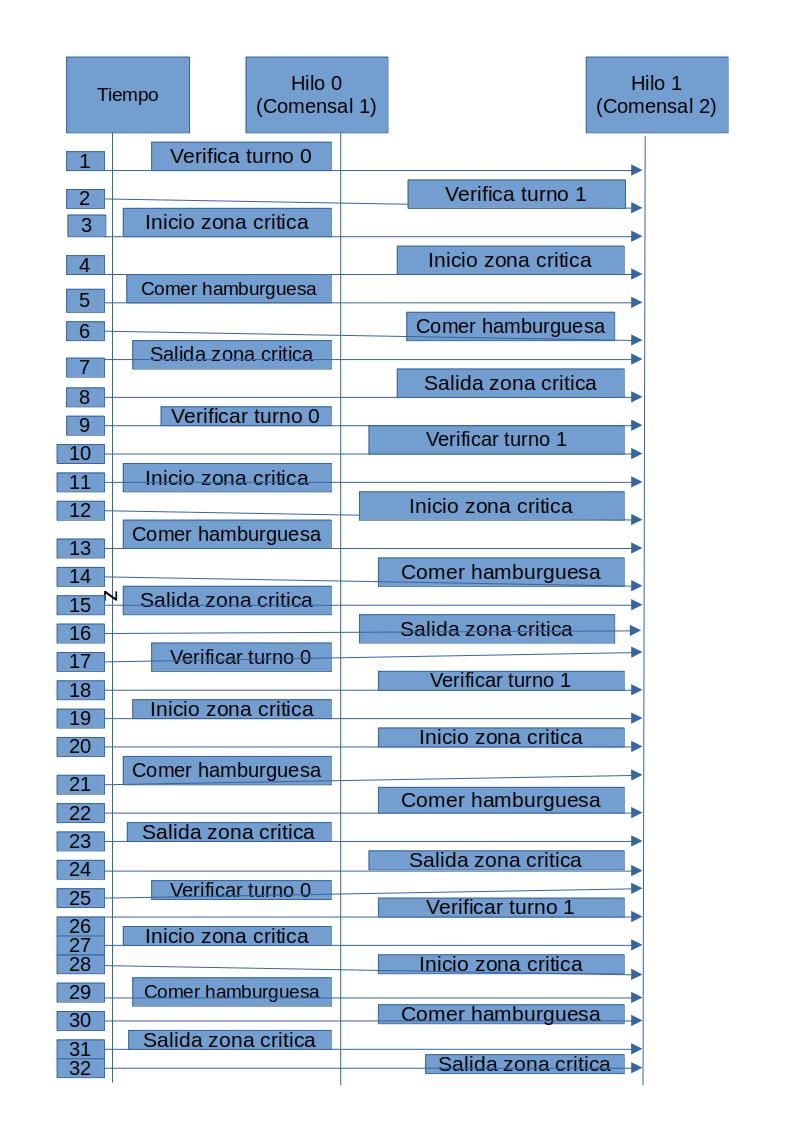 Tiempo
Hilo 0
(Comensal 1)
Hilo 1
(Comensal 2)
1
Verifica turno 0
2
Verifica turno 1
3
Inicio zona critica
4
Inicio zona critica
5
Comer hamburguesa
6
Comer hamburguesa
7
Salida zona critica
8
Salida zona critica
9
Verificar turno 0
10
Verificar turno 1
11
Inicio zona critica
12
Inicio zona critica
13
Comer hamburguesa
14
Comer hamburguesa
z
15
Salida zona critica
16
Salida zona critica
17
Verificar turno 0
18
Verificar turno 1
19
Inicio zona critica
20
Inicio zona critica
21
Comer hamburguesa
22
Comer hamburguesa
23
Salida zona critica
24
Salida zona critica
25
Verificar turno 0
26
Verificar turno 1
27
Inicio zona critica
28
Inicio zona critica
29
Comer hamburguesa
30
Comer hamburguesa
31
Salida zona critica
32
Salida zona critica